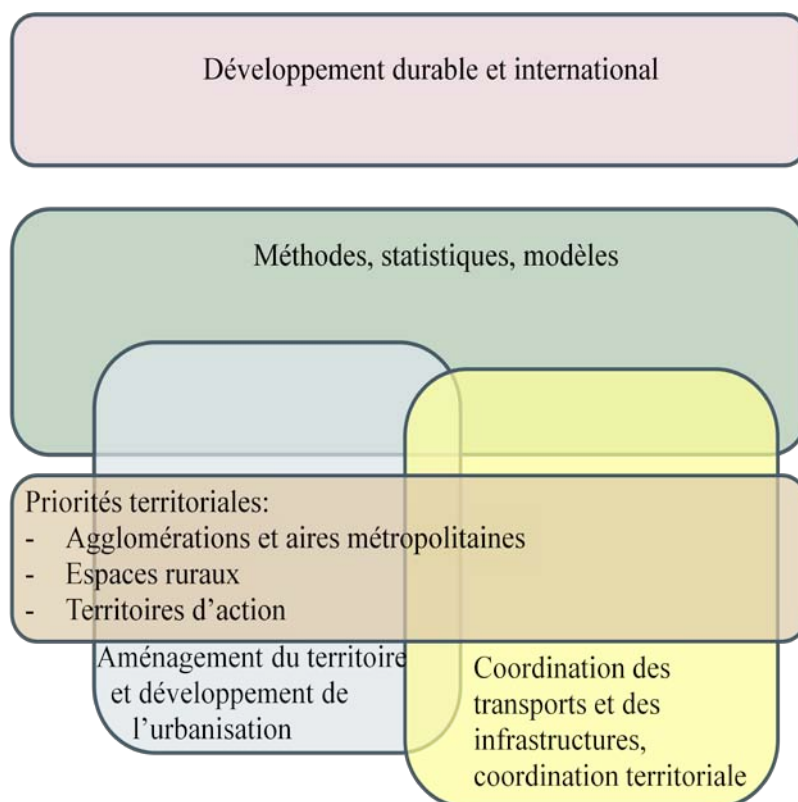 Développement durable et international
Méthodes, statistiques, modèles
Priorités territoriales:
- Agglomérations et aires métropolitaines
- Espaces ruraux
- Territoires d’action
Aménagement du territoire
et développement de
l’urbanisation
Coordination des
transports et des
infrastructures,
coordination territoriale